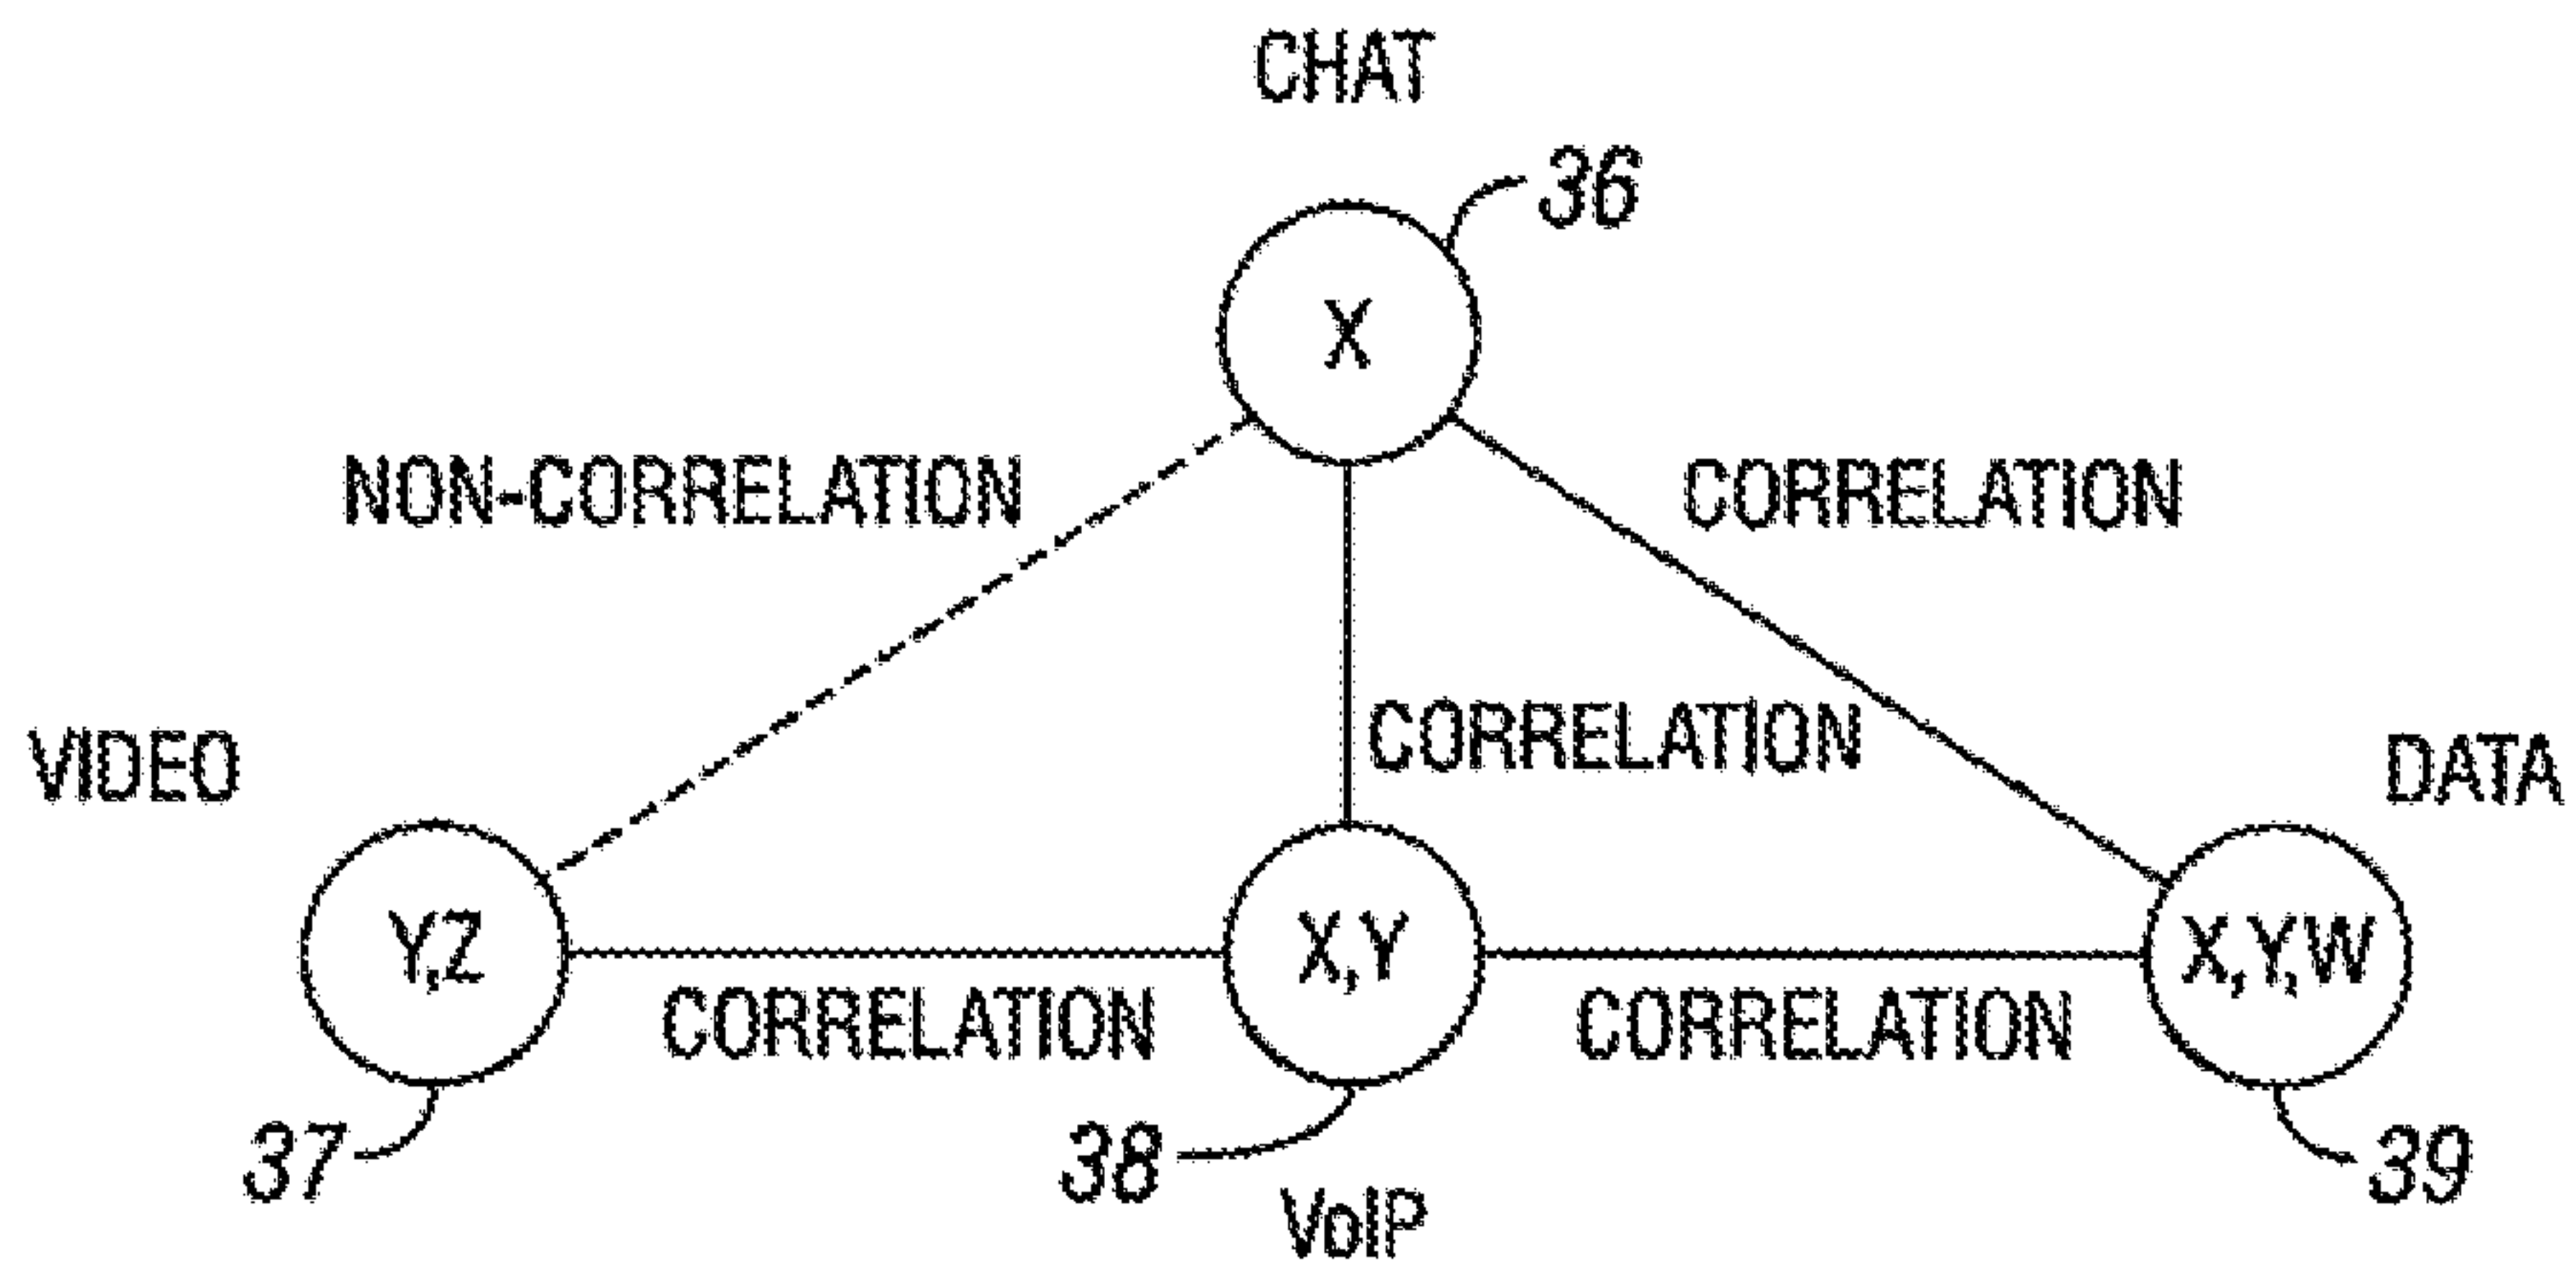 CHAT
36
X
NON-CORRELATION
CORRELATION
CORRELATION
VIDEO
DATA
Y,Z
X,Y
X,Y,W
CORRELATION
CORRELATION
37
38
39
VoIP